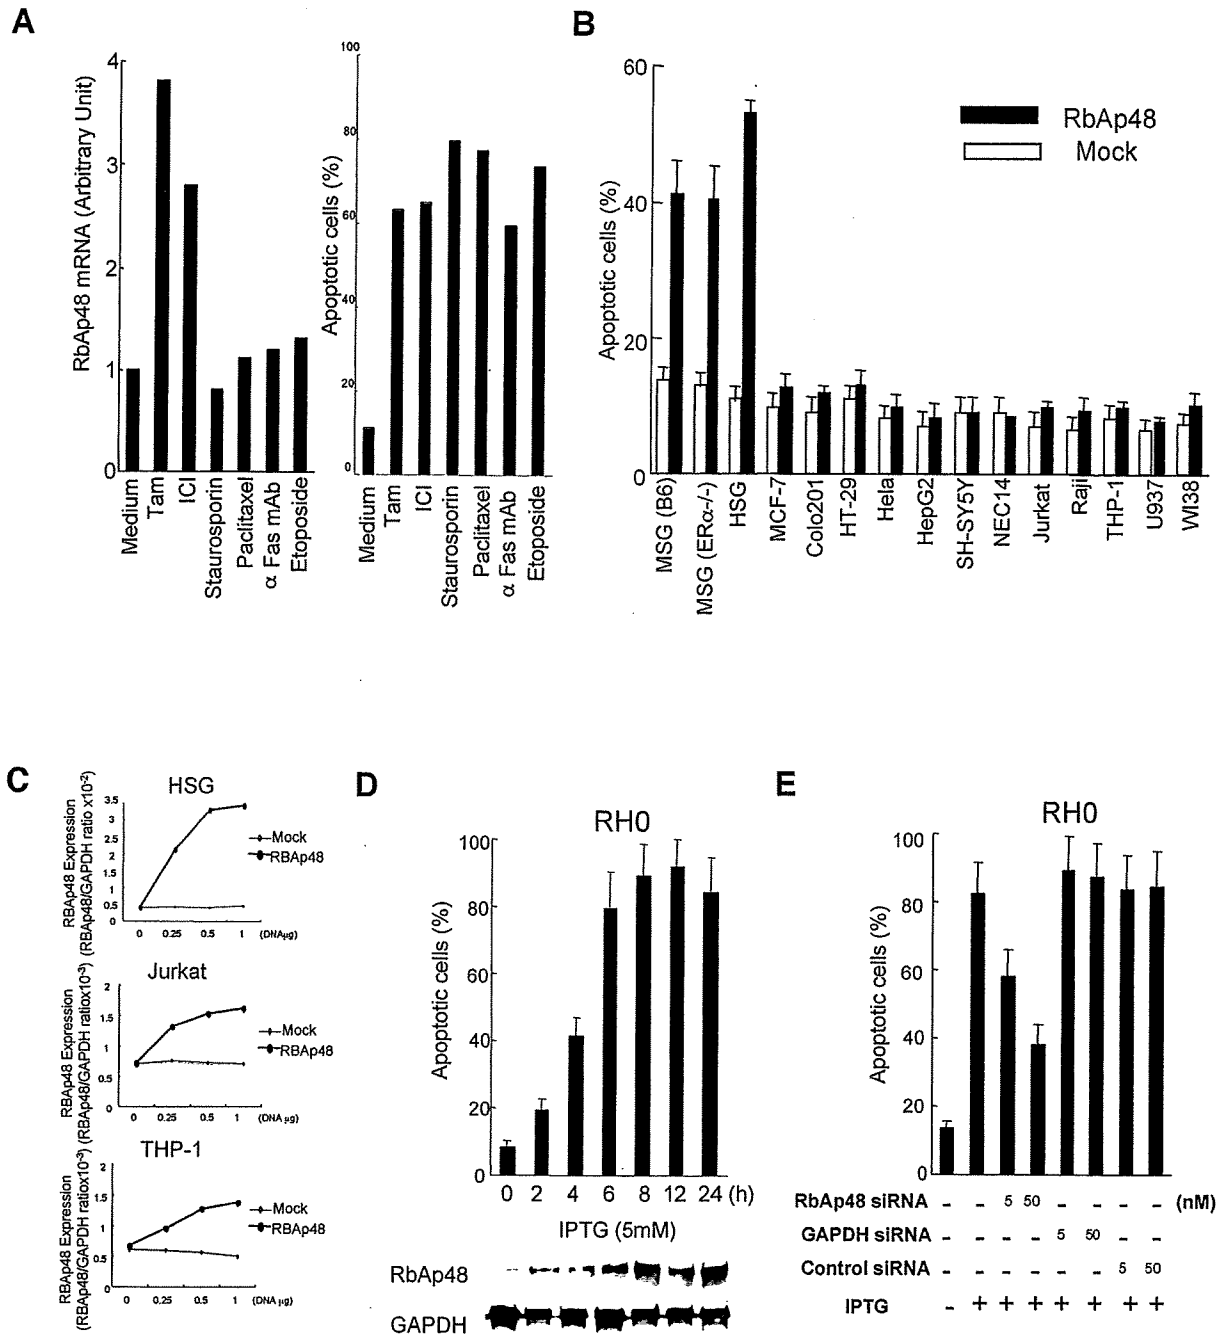 A
RbAp48 mRNA (Arbitrary Unit)
4
3
2
1
0
Medium
Tam
ICI
Staurosporin
Paclitaxel
α Fas mAb
Etoposide
Apoptotic cells (%)
100
80
60
40
20
0
Medium
Tam
ICI
Staurosporin
Paclitaxel
α Fas mAb
Etoposide
B
Apoptotic cells (%)
60
40
20
0
RbAp48
Mock
MSG (B6)
MSG (ERα-/-)
HSG
MCF-7
Colo201
HT-29
Hela
HepG2
SH-SY5Y
NEC14
Jurkat
Raji
THP-1
U937
WI38
C
HSG
RBAp48 Expression
(RBAp48/GAPDH ratio x10-2)
3.5
3
2.5
2
1.5
1
0.5
0
0 0.25 0.5 1 (DNAμg)
Mock
RBAp48
Jurkat
RBAp48 Expression
(RBAp48/GAPDH ratiox10-3)
2
1.5
1
0.5
0
0 0.25 0.5 1 (DNA μg)
Mock
RBAp48
THP-1
RBAp48 Expression
(RBAp48/GAPDH ratiox10-3)
2
1.5
1
0.5
0
0 0.25 0.5 1 (DNA μg)
Mock
RBAp48
D
RH0
Apoptotic cells (%)
100
80
60
40
20
0
0 2 4 6 8 12 24 (h)
IPTG (5mM)
RbAp48
GAPDH
E
RH0
Apoptotic cells (%)
100
80
60
40
20
0
RbAp48 siRNA - - 5 50 - - - - (nM)
GAPDH siRNA - - - - 5 50 - -
Control siRNA - - - - - - 5 50
IPTG - + + + + + + +